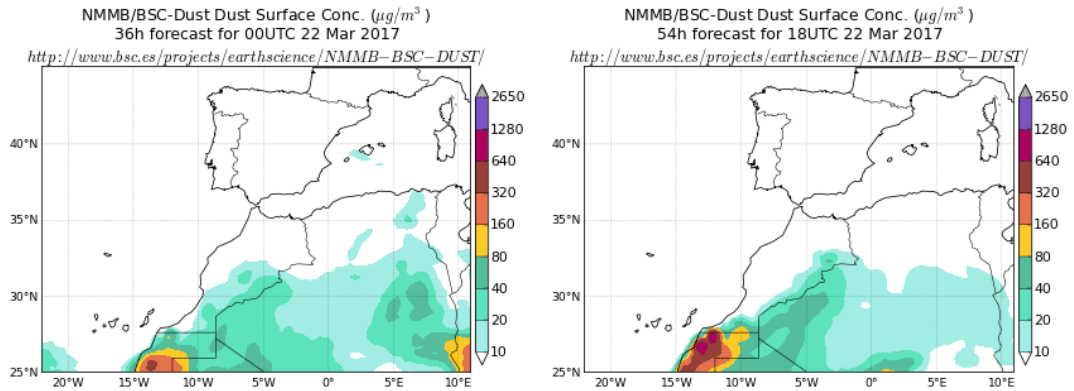 NMMB/BSC-Dust Dust Surface Conc. (μg/m³ )
36h forecast for 00UTC 22 Mar 2017
http://www.bsc.es/projects/earthscience/NMMB−BSC−DUST/
40°N
35°N
30°N
25°N
20°W
15°W
10°W
5°W
0°
5°E
10°E
2650
1280
640
320
160
80
40
20
10
NMMB/BSC-Dust Dust Surface Conc. (μg/m³ )
54h forecast for 18UTC 22 Mar 2017
http://www.bsc.es/projects/earthscience/NMMB−BSC−DUST/
40°N
35°N
30°N
25°N
20°W
15°W
10°W
5°W
0°
5°E
10°E
2650
1280
640
320
160
80
40
20
10